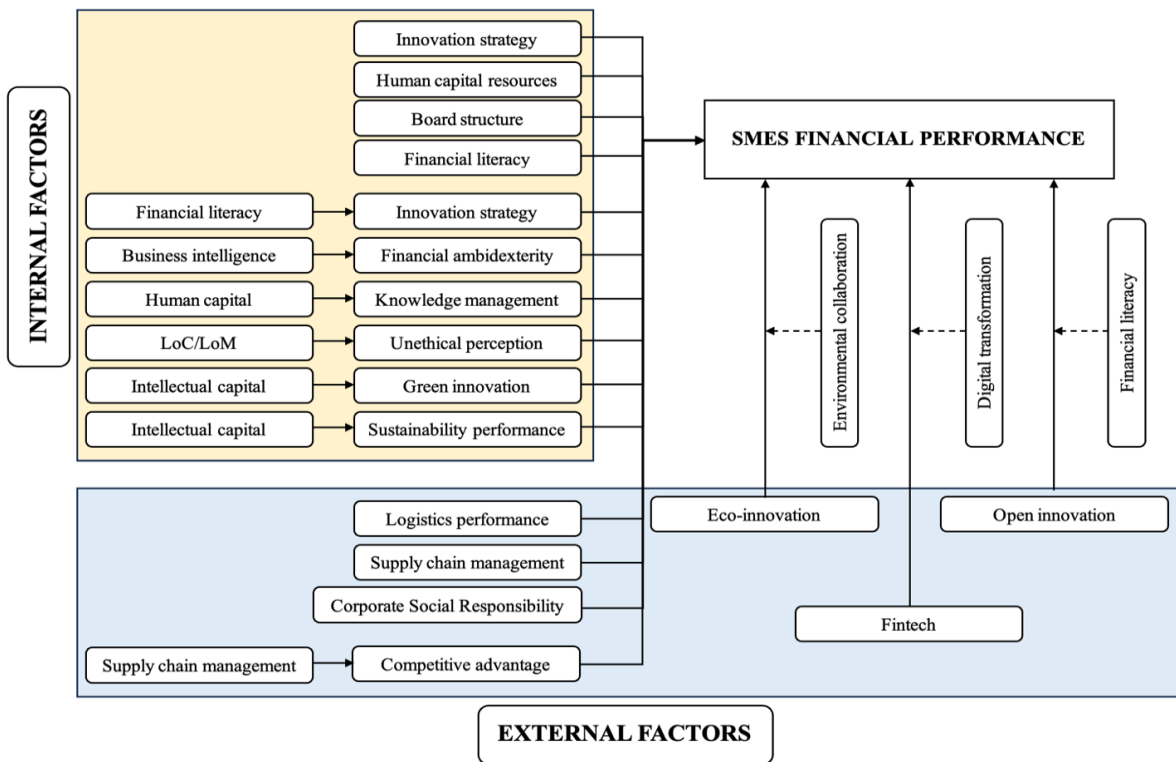 INTERNAL FACTORS
Innovation strategy
Human capital resources
Board structure
Financial literacy
Financial literacy
Innovation strategy
Business intelligence
Financial ambidexterity
Human capital
Knowledge management
LoC/LoM
Unethical perception
Intellectual capital
Green innovation
Intellectual capital
Sustainability performance
SMES FINANCIAL PERFORMANCE
Environmental collaboration
Digital transformation
Financial literacy
Logistics performance
Supply chain management
Corporate Social Responsibility
Supply chain management
Competitive advantage
Eco-innovation
Open innovation
Fintech
EXTERNAL FACTORS